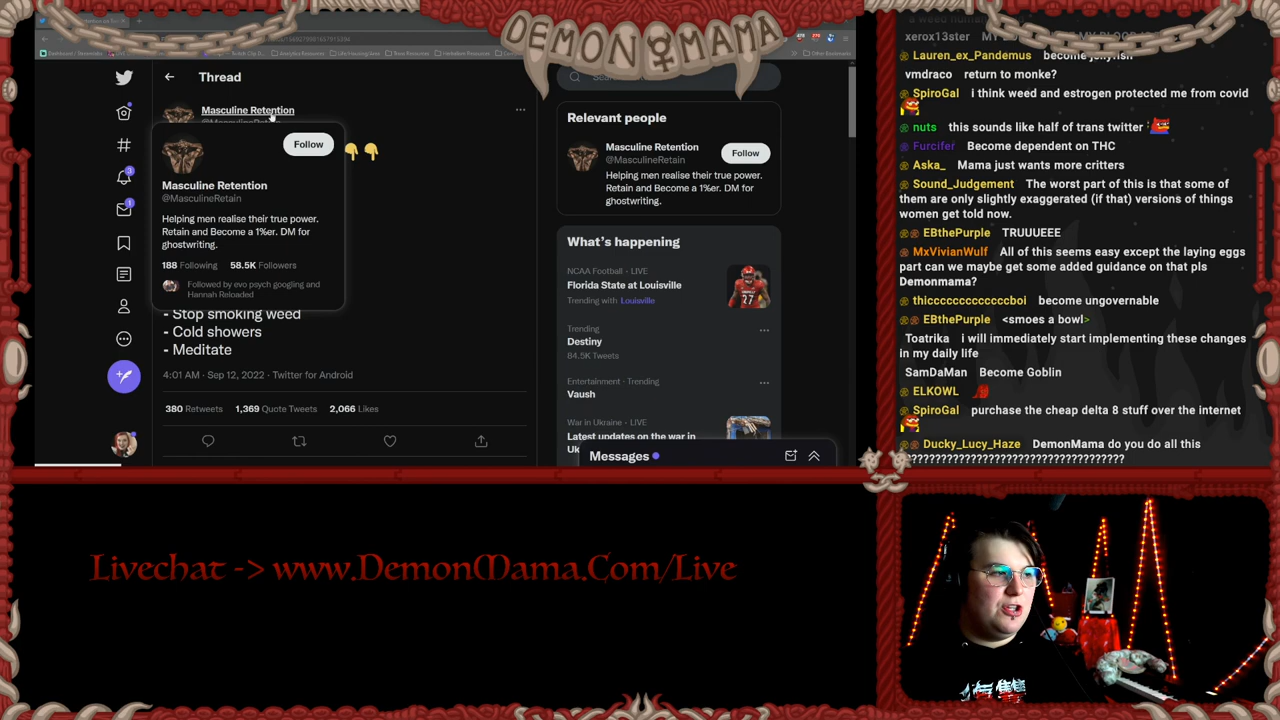 DEMON MAMA
Thread
Masculine Retention
Follow
Masculine Retention
@MasculineRetain
Helping men realise their true power.
Retain and Become a 1%er. DM for
ghostwriting.
188 Following 58.5K Followers
Followed by evo psych googling and
Hannah Reloaded
- Stop smoking weed
- Cold showers
- Meditate
4:01 AM · Sep 12, 2022 · Twitter for Android
380 Retweets 1,369 Quote Tweets 2,066 Likes
3
1
Relevant people
Masculine Retention
@MasculineRetain
Follow
Helping men realise their true power.
Retain and Become a 1%er. DM for
ghostwriting.
What's happening
NCAA Football · LIVE
Florida State at Louisville
Trending with Louisville
Trending
Destiny
84.5K Tweets
Entertainment · Trending
Vaush
War in Ukraine · LIVE
Latest updates on the war in
Messages
xerox13ster
Lauren_ex_Pandemus become jellyfish
vmdraco return to monke?
SpiroGal i think weed and estrogen protected me from covid
nuts this sounds like half of trans twitter
Furcifer Become dependent on THC
Aska_ Mama just wants more critters
Sound_Judgement The worst part of this is that some of
them are only slightly exaggerated (if that) versions of things
women get told now.
EBthePurple TRUUUEEE
MxVivianWulf All of this seems easy except the laying eggs
part can we maybe get some added guidance on that pls
Demonmama?
thiccccccccccccboi become ungovernable
EBthePurple <smoes a bowl>
Toatrika i will immediately start implementing these changes
in my daily life
SamDaMan Become Goblin
ELKOWL
SpiroGal purchase the cheap delta 8 stuff over the internet
Ducky_Lucy_Haze DemonMama do you do all this
???????????????????????????????????
Livechat -> www.DemonMama.Com/Live